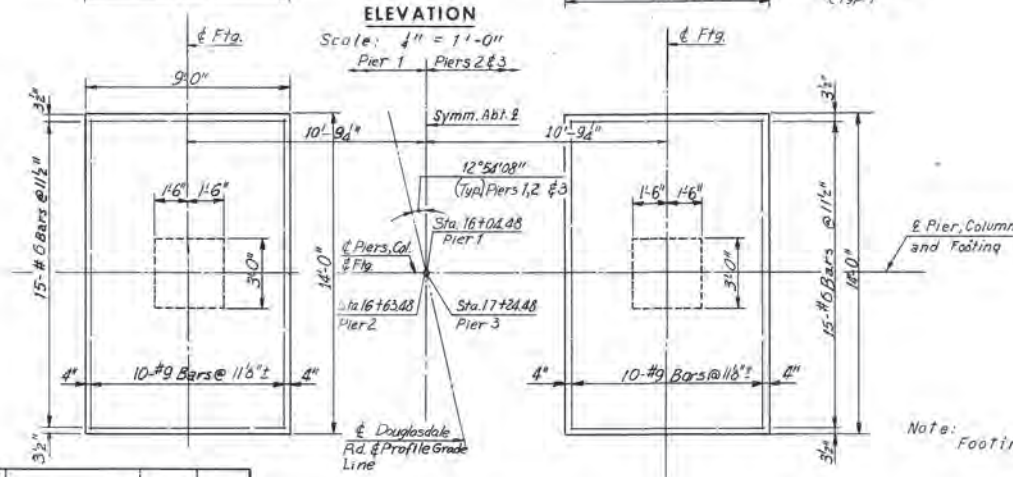 ELEVATION
Scale: ¼" = 1'-0"
Pier 1
Piers 2 & 3
℄ Ftg.
℄ Ftg.
9'-0"
Symm. Abt. ℄
3½"
3½"
10'-9¼"
10'-9¼"
12°54'08"
(Typ) Piers 1, 2 & 3
1'-6"
1'-6"
1'-6"
1'-6"
Sta. 16+04.48
Pier 1
15-#6 Bars @ 11½"
℄ Piers, Col.
& Ftg.
3'-0"
14'-0"
3'-0"
15-#6 Bars @ 11½"
14'-0"
℄ Pier, Column
and Footing
Sta 16+63.48
Pier 2
Sta. 17+24.48
Pier 3
4"
10-#9 Bars @
4"
4"
10-#9 Bars @
4"
℄ Douglasdale
Rd. & Profile Grade
Line
3½"
3½"
Note: